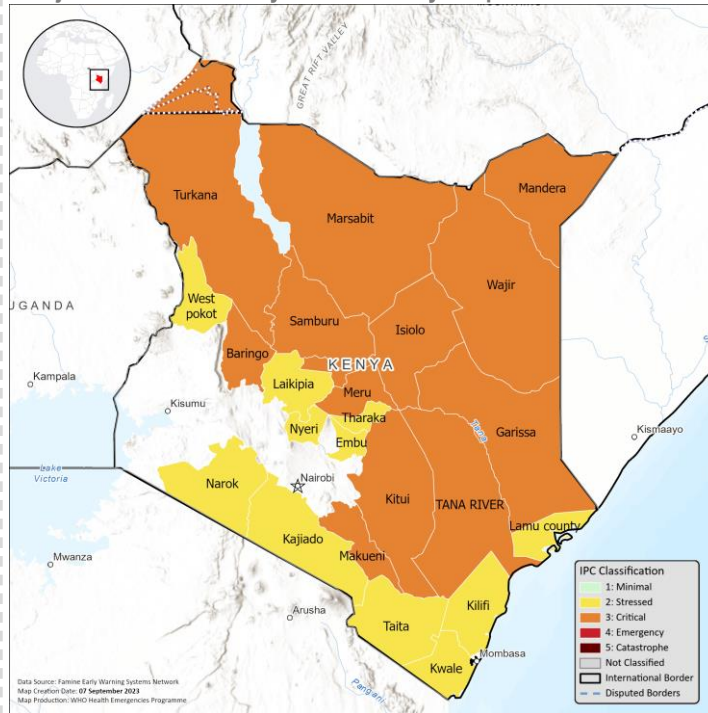 GREAT RIFT VALLEY
Mandera
Turkana
Marsabit
Wajir
UGANDA
West
pokot
Samburu
Isiolo
Baringo
KENYA
Kampala
Laikipia
Meru
Kisumu
Tharaka
Nyeri
Garissa
Kismaayo
Embu
Tana
Lake
Victoria
Nairobi
Narok
Kitui
TANA RIVER
Lamu county
Kajiado
Makueni
Mwanza
Kilifi
Arusha
Taita
Mombasa
Kwale
Pangani
IPC Classification
1: Minimal
2: Stressed
3: Critical
4: Emergency
5: Catastrophe
Not Classified
International Border
Disputed Borders
Data Source: Famine Early Warning Systems Network
Map Creation Date: 07 September 2023
Map Production: WHO Health Emergencies Programme